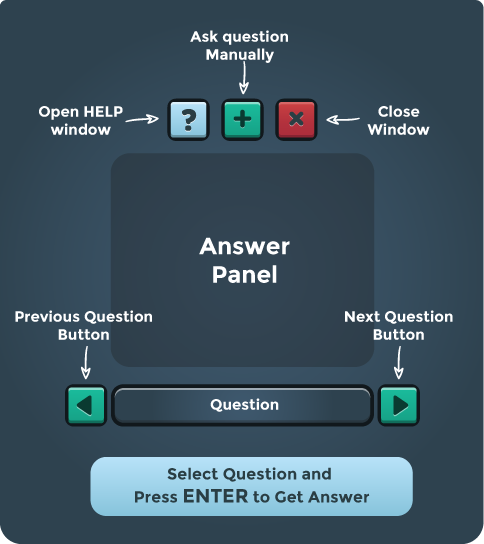 Ask question
Manually
Open HELP
window
?
+
×
Close
Window
Answer
Panel
Previous Question
Button
Next Question
Button
Question
Select Question and
Press ENTER to Get Answer